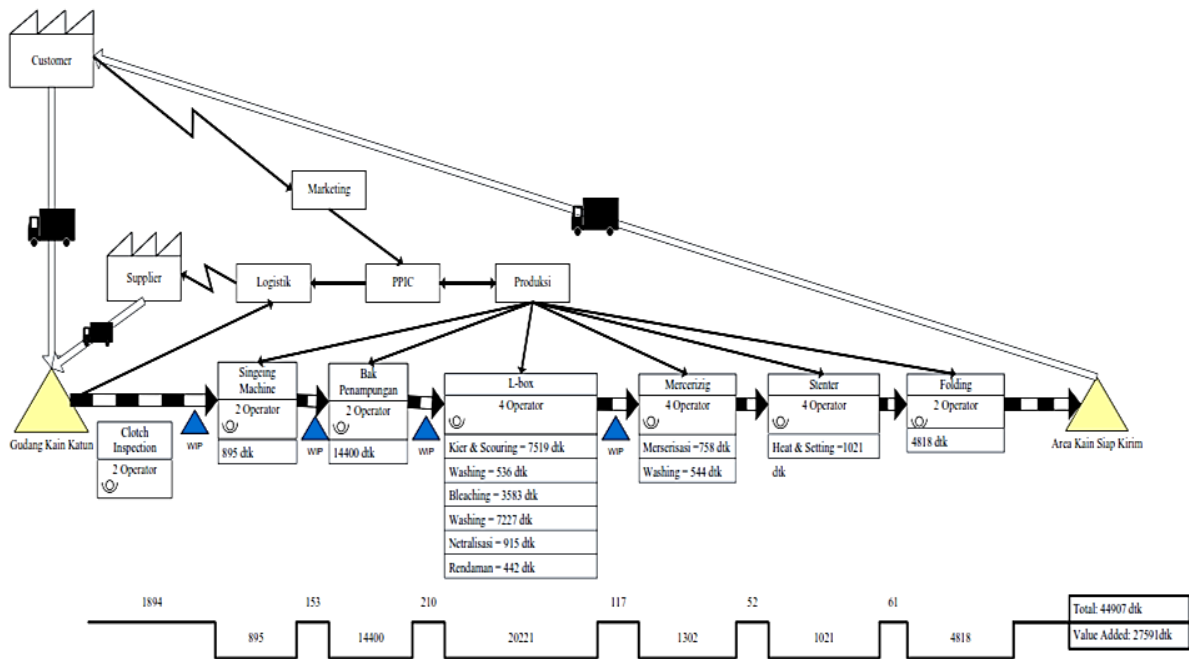 Customer
Marketing
Supplier
Logistik
PPIC
Produksi
Gudang Kain Katun
Clotch
Inspection
2 Operator
WIP
Singeing
Machine
2 Operator
895 dtk
WIP
Bak
Penampungan
2 Operator
14400 dtk
WIP
L-box
4 Operator
Kier & Scouring = 7519 dtk
Washing = 536 dtk
Bleaching = 3583 dtk
Washing = 7227 dtk
Netralisasi = 915 dtk
Rendaman = 442 dtk
WIP
Mercerizig
4 Operator
Merserisasi =758 dtk
Washing = 544 dtk
Stenter
4 Operator
Heat & Setting =1021
dtk
Folding
2 Operator
4818 dtk
Area Kain Siap Kirim
1894 153 210 117 52 61
895 14400 20221 1302 1021 4818
Total: 44907 dtk
Value Added: 27591dtk